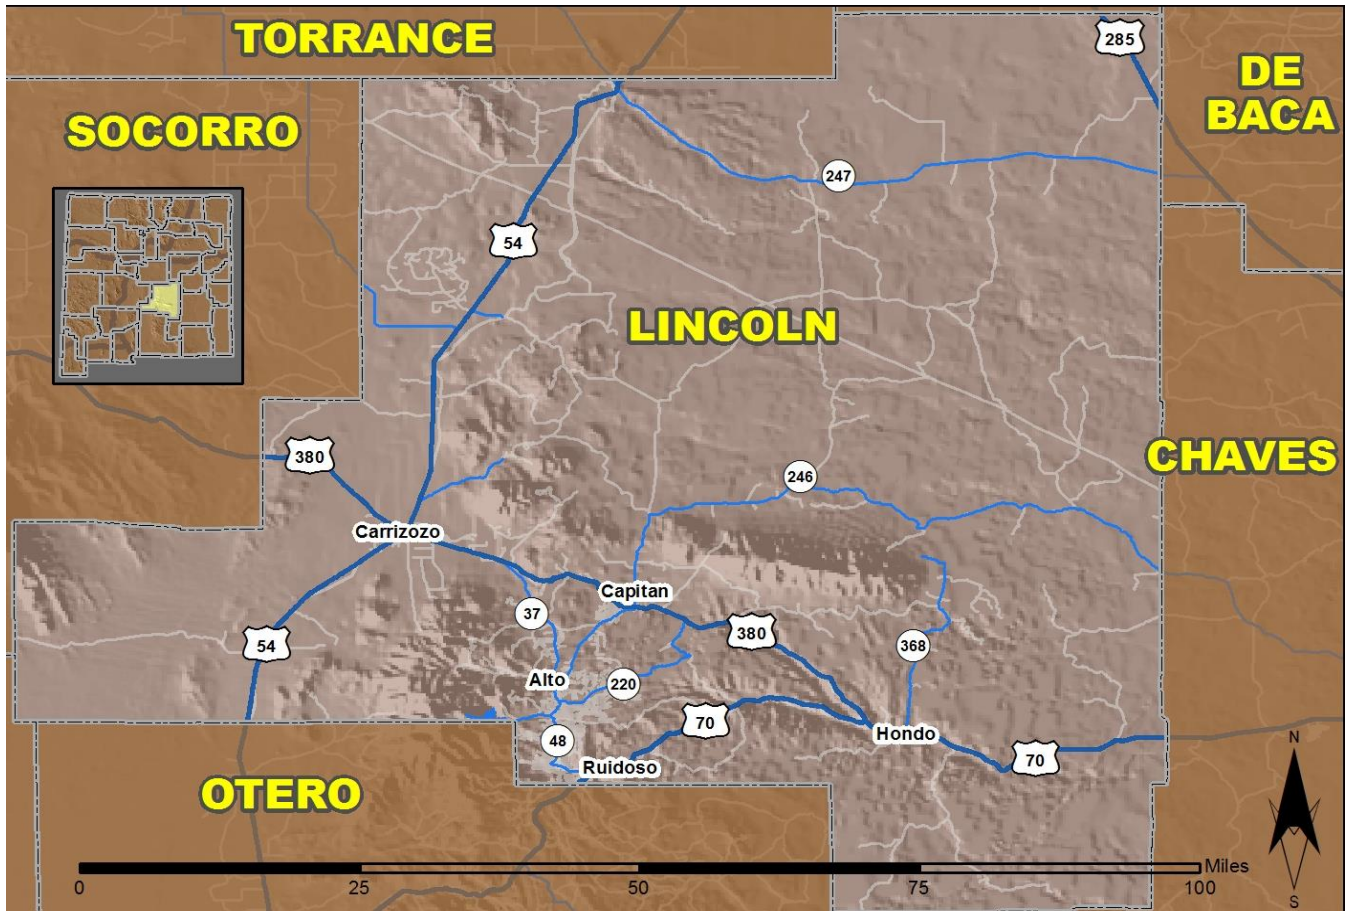 TORRANCE
285
DE
BACA
SOCORRO
247
54
LINCOLN
380
CHAVES
246
Carrizozo
Capitan
37
380
54
368
Alto
220
70
48
Hondo
Ruidoso
70
N
OTERO
Miles
0
25
50
75
100
S